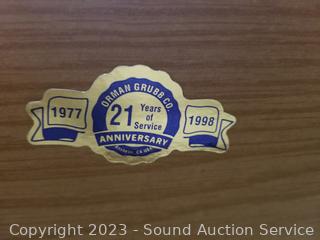 ORMAN GRUBB CO.
1977
21 Years
of
Service
1998
ANNIVERSARY
Copyright 2023 - Sound Auction Service